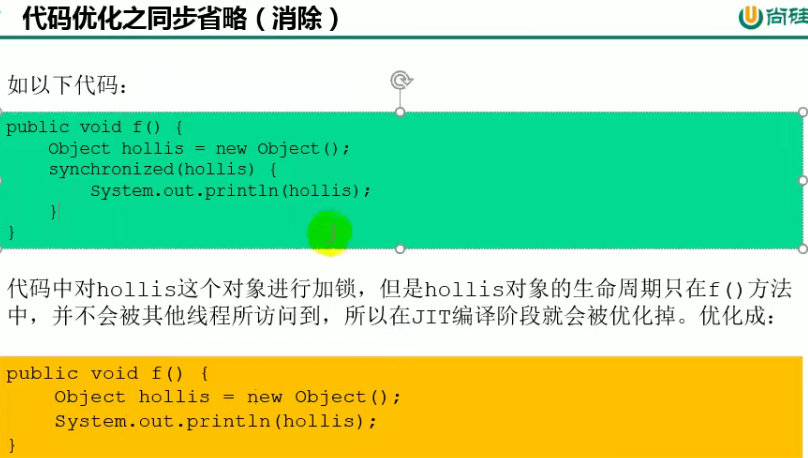 代码优化之同步省略（消除）
尚硅
如以下代码：
public void f() {
    Object hollis = new Object();
    synchronized(hollis) {
        System.out.println(hollis);
    }
}
代码中对hollis这个对象进行加锁，但是hollis对象的生命周期只在f()方法
中，并不会被其他线程所访问到，所以在JIT编译阶段就会被优化掉。优化成：
public void f() {
    Object hollis = new Object();
    System.out.println(hollis);
}